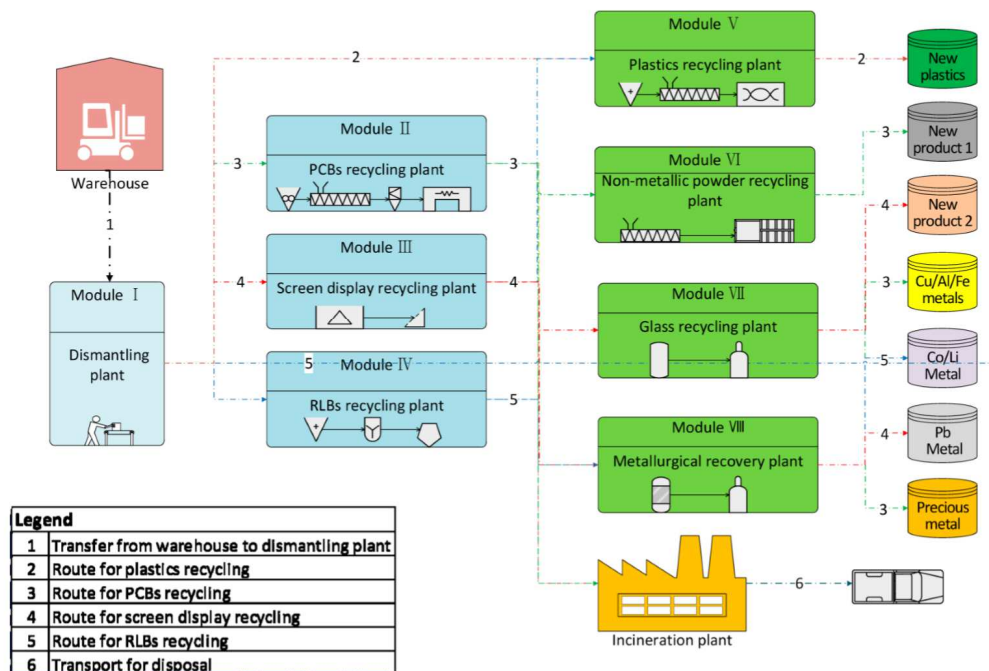 Warehouse
1
Module Ⅰ
Dismantling
plant
2
3
4
5
Module Ⅱ
PCBs recycling plant
3
Module Ⅲ
Screen display recycling plant
4
Module Ⅳ
RLBs recycling plant
5
Module Ⅴ
Plastics recycling plant
+
Module Ⅵ
Non-metallic powder recycling
plant
Module Ⅶ
Glass recycling plant
Module Ⅷ
Metallurgical recovery plant
Incineration plant
6
2
New
plastics
3
New
product 1
4
New
product 2
3
Cu/Al/Fe
metals
5
Co/Li
Metal
4
Pb
Metal
3
Precious
metal
+
Legend
1 Transfer from warehouse to dismantling plant
2 Route for plastics recycling
3 Route for PCBs recycling
4 Route for screen display recycling
5 Route for RLBs recycling
6 Transport for disposal